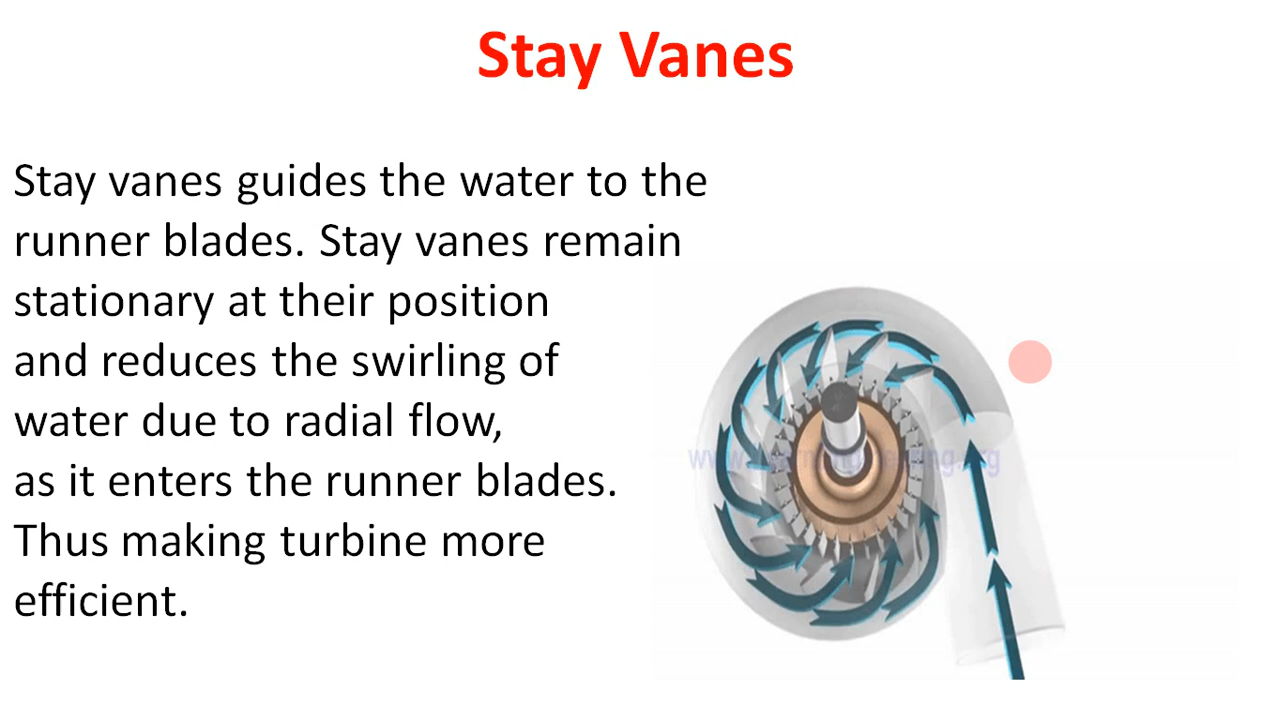 Stay Vanes
Stay vanes guides the water to the
runner blades. Stay vanes remain
stationary at their position
and reduces the swirling of
water due to radial flow,
as it enters the runner blades.
Thus making turbine more
efficient.